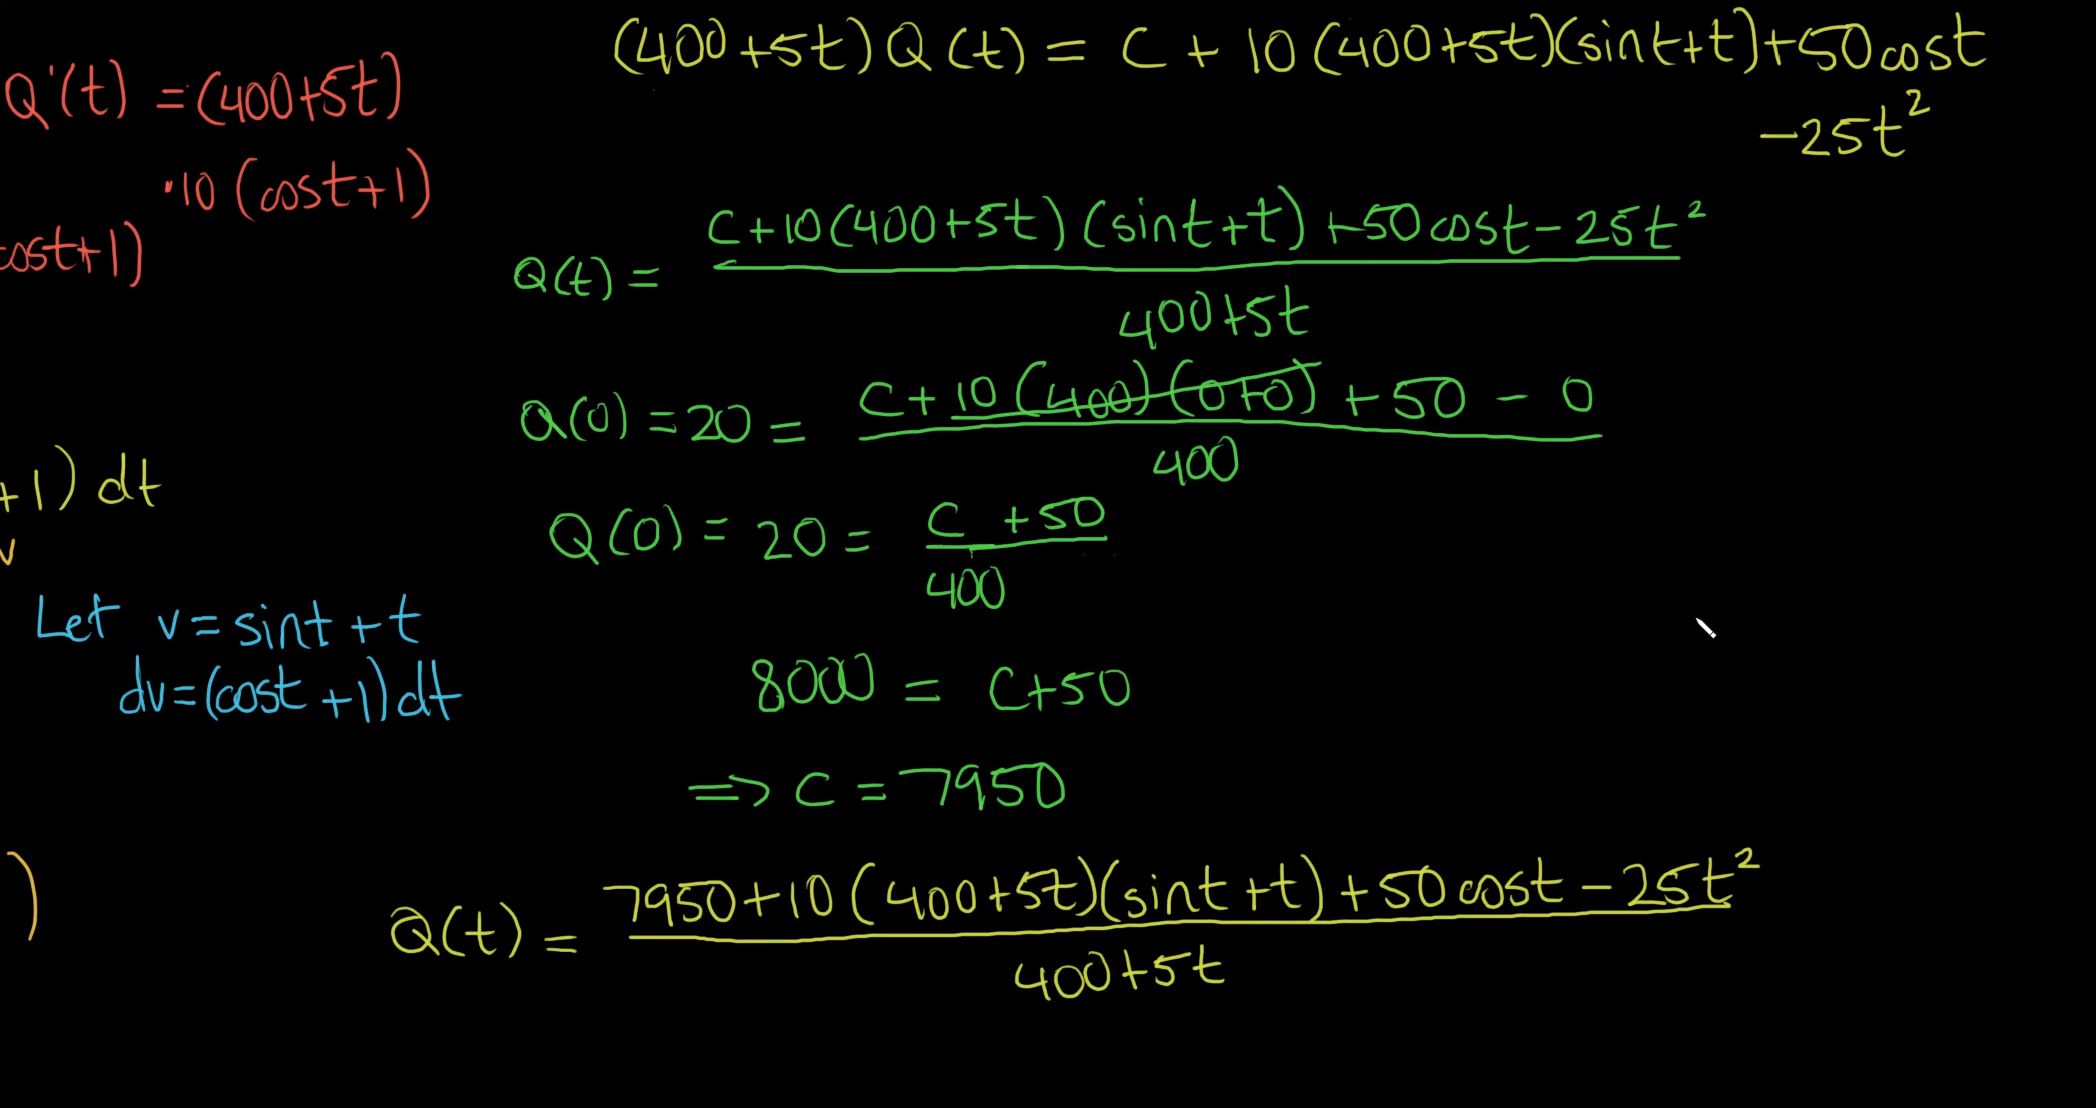 (400+5t) Q(t) = C + 10(400+5t)(sint+t)+50cost
-25t²
Q'(t) = (400+5t)
·10 (cost+1)
cost+1)
Q(t) = C+10(400+5t)(sint+t)+50cost-25t² / 400+5t
Q(0) = 20 = C+10(400)(0+0)+50-0 / 400
+1) dt
v
Q(0) = 20 = C+50 / 400
Let v=sint+t
dv=(cost+1)dt
8000 = C+50
⟹ C = 7950
)
Q(t) = 7950+10(400+5t)(sint+t)+50cost-25t² / 400+5t